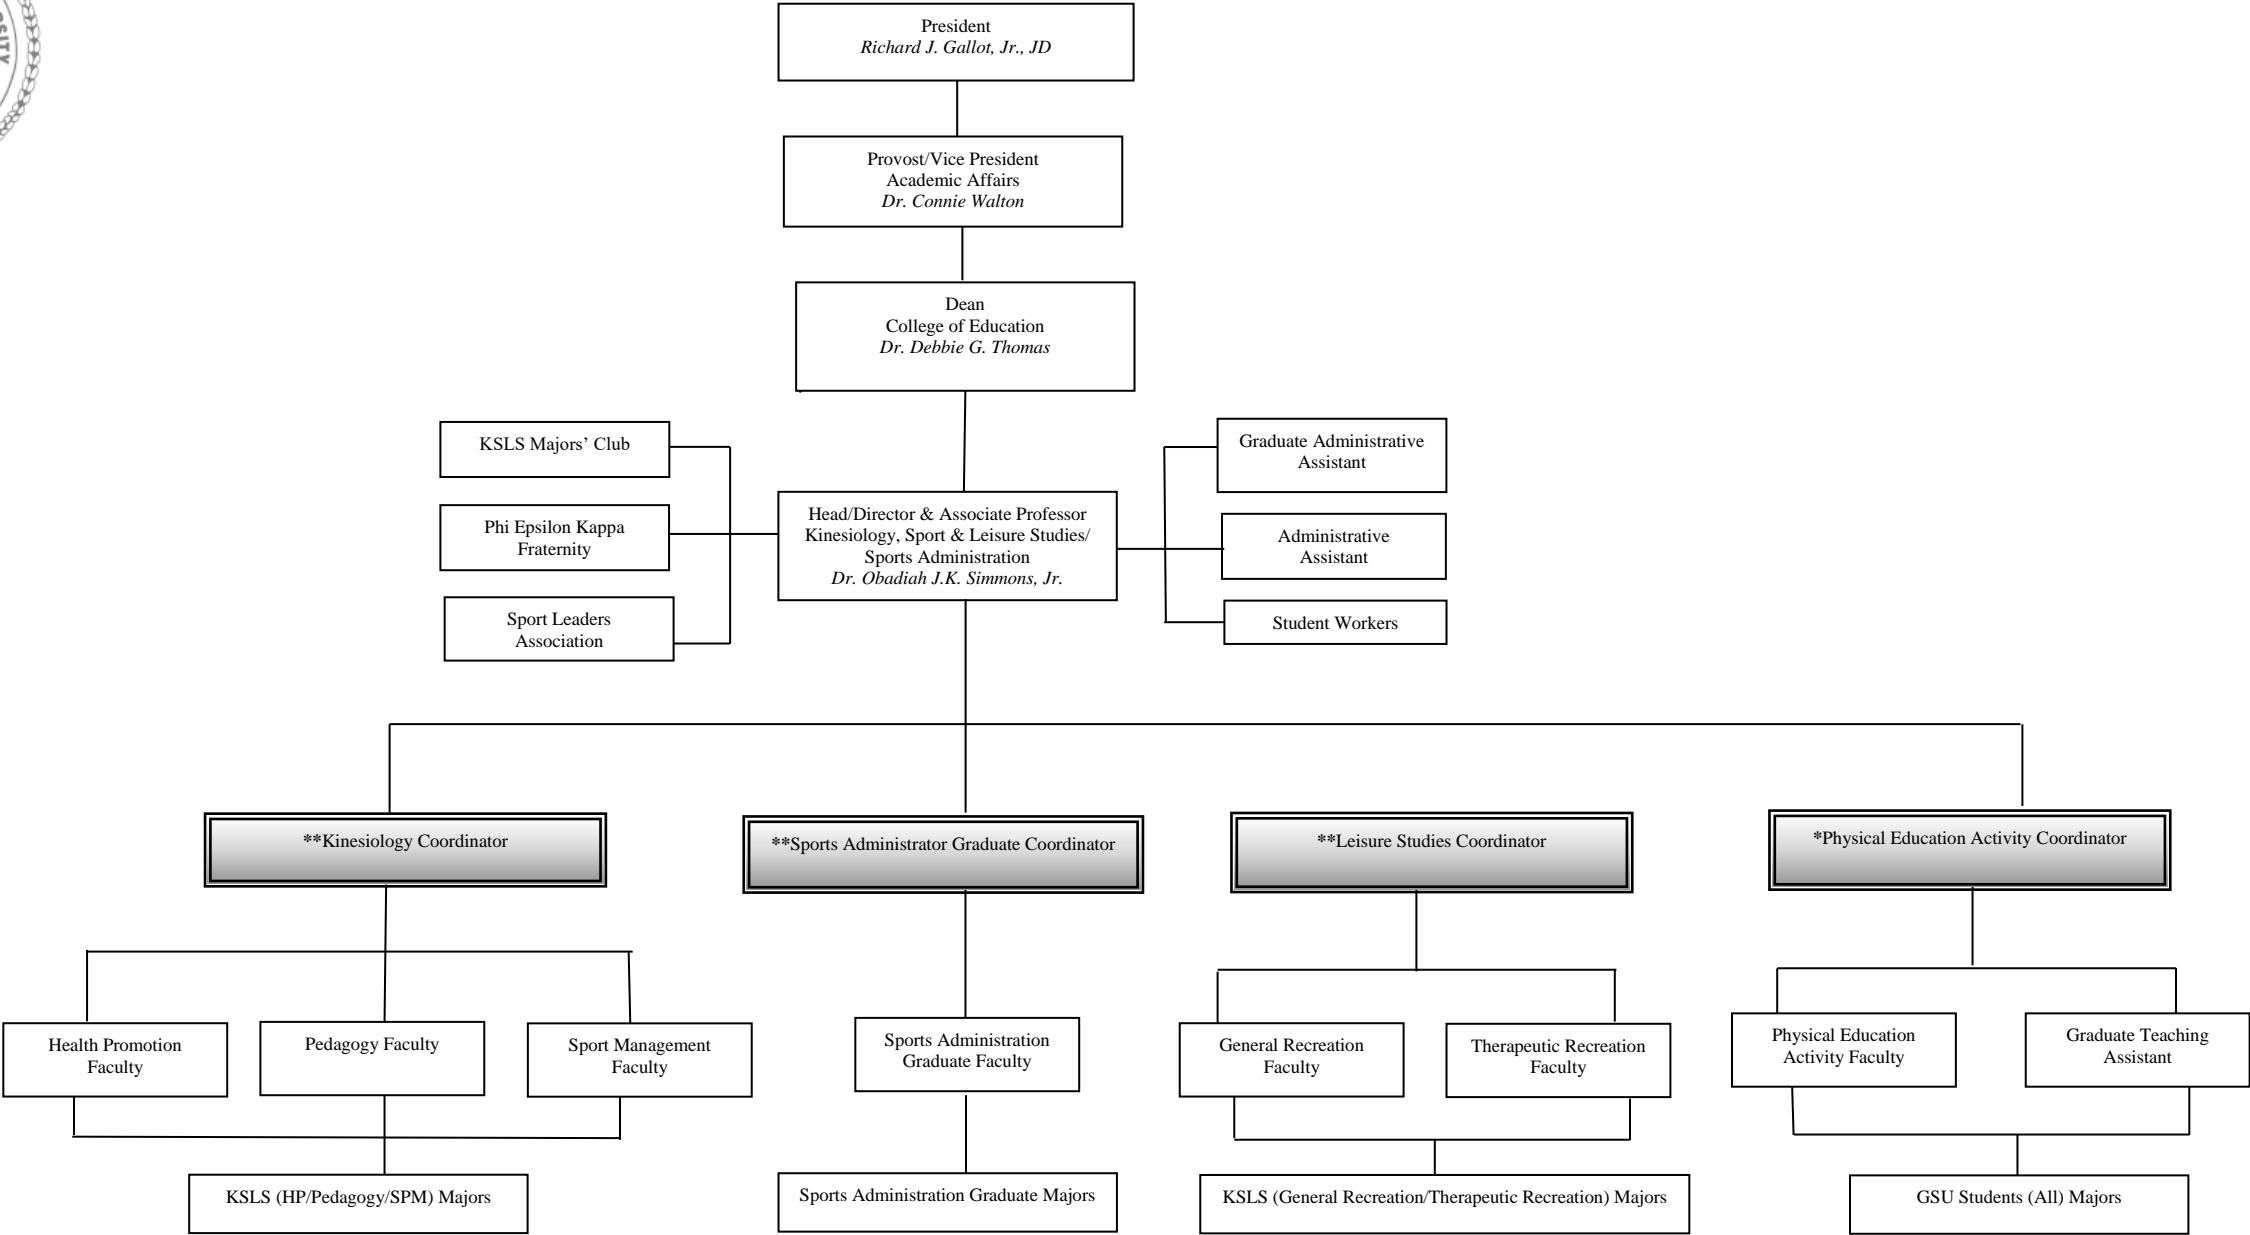 President
Richard J. Gallot, Jr., JD
Provost/Vice President
Academic Affairs
Dr. Connie Walton
Dean
College of Education
Dr. Debbie G. Thomas
KSLS Majors’ Club
Phi Epsilon Kappa
Fraternity
Sport Leaders
Association
Head/Director & Associate Professor
Kinesiology, Sport & Leisure Studies/
Sports Administration
Dr. Obadiah J.K. Simmons, Jr.
Graduate Administrative
Assistant
Administrative
Assistant
Student Workers
**Kinesiology Coordinator
**Sports Administrator Graduate Coordinator
**Leisure Studies Coordinator
*Physical Education Activity Coordinator
Health Promotion
Faculty
Pedagogy Faculty
Sport Management
Faculty
Sports Administration
Graduate Faculty
General Recreation
Faculty
Therapeutic Recreation
Faculty
Physical Education
Activity Faculty
Graduate Teaching
Assistant
KSLS (HP/Pedagogy/SPM) Majors
Sports Administration Graduate Majors
KSLS (General Recreation/Therapeutic Recreation) Majors
GSU Students (All) Majors